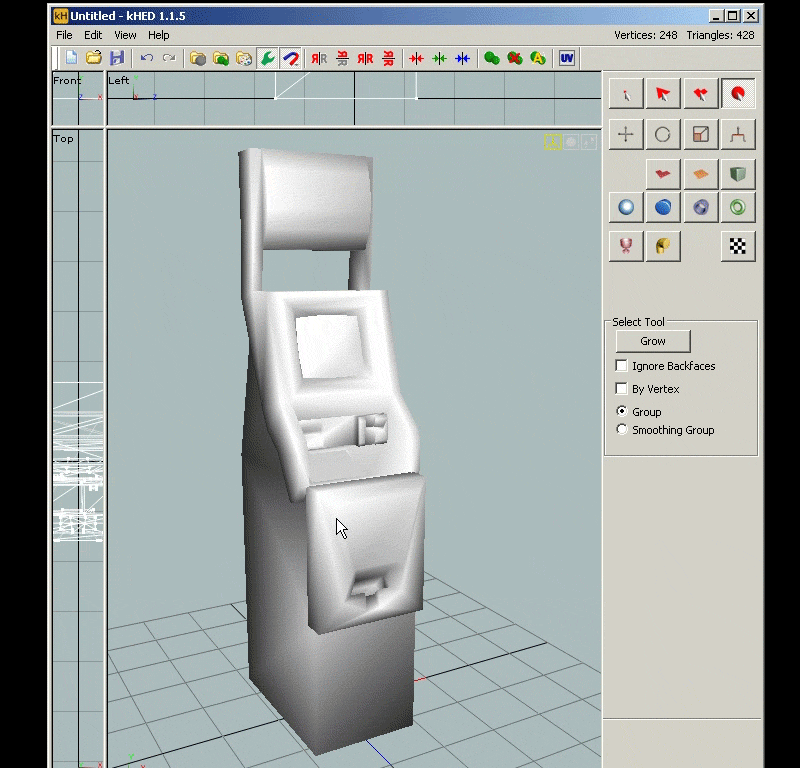 kH Untitled - kHED 1.1.5
File Edit View Help Vertices: 248 Triangles: 428
UV
Front
Left
Top
Select Tool
Grow
Ignore Backfaces
By Vertex
Group
Smoothing Group